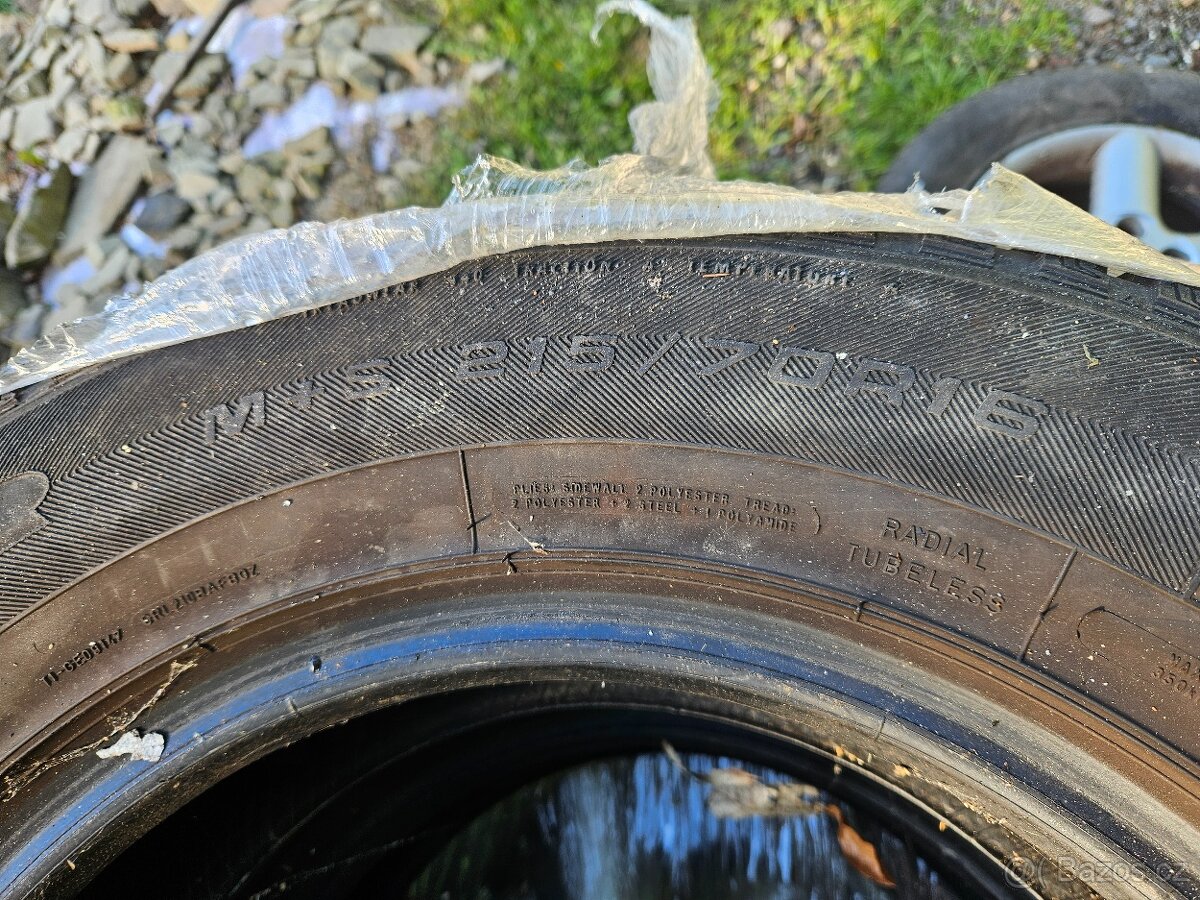 TRACTION A TEMPERATURE A
M+S 215/70R16
PLIES: SIDEWALL 2 POLYESTER TREAD:
2 POLYESTER + 2 STEEL + 1 POLYAMIDE
RADIAL
TUBELESS
Bazos.cz